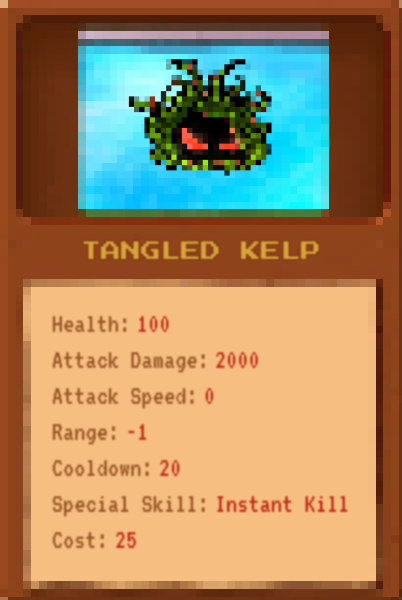 TANGLED KELP
Health: 100
Attack Damage: 2000
Attack Speed: 0
Range: -1
Cooldown: 20
Special Skill: Instant Kill
Cost: 25